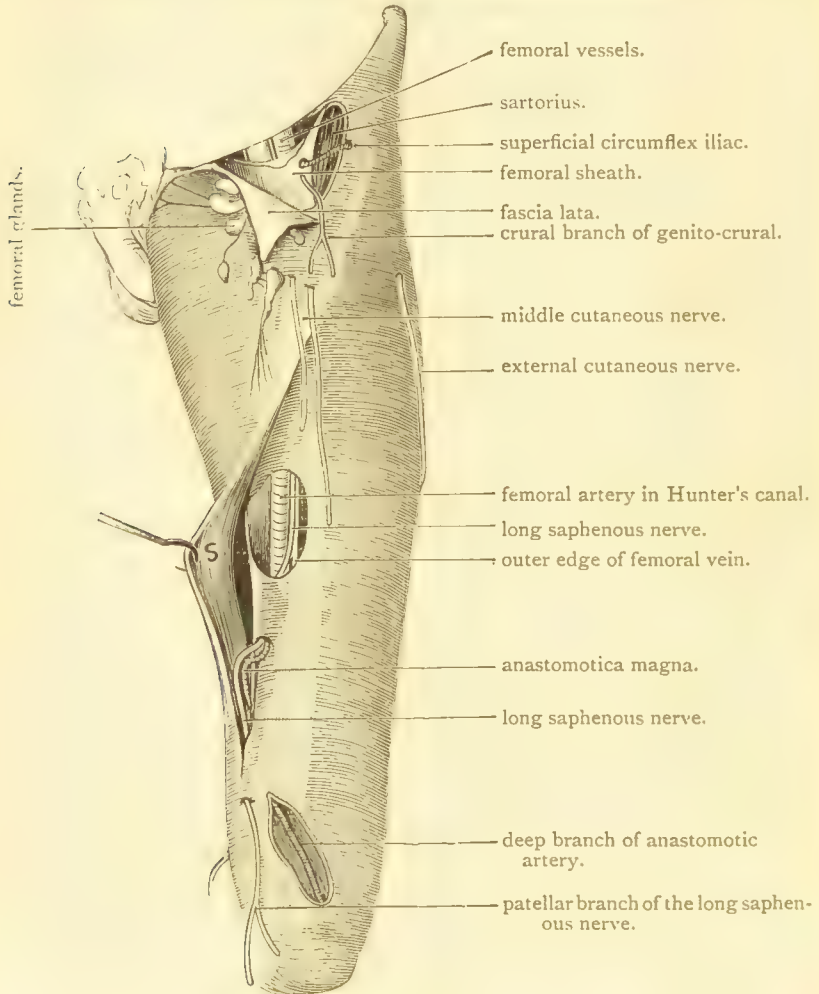 femoral vessels.
sartorius.
superficial circumflex iliac.
femoral sheath.
fascia lata.
crural branch of genito-crural.
femoral glands.
middle cutaneous nerve.
external cutaneous nerve.
femoral artery in Hunter's canal.
long saphenous nerve.
S
outer edge of femoral vein.
anastomotica magna.
long saphenous nerve.
deep branch of anastomotic
artery.
patellar branch of the long saphen-
ous nerve.